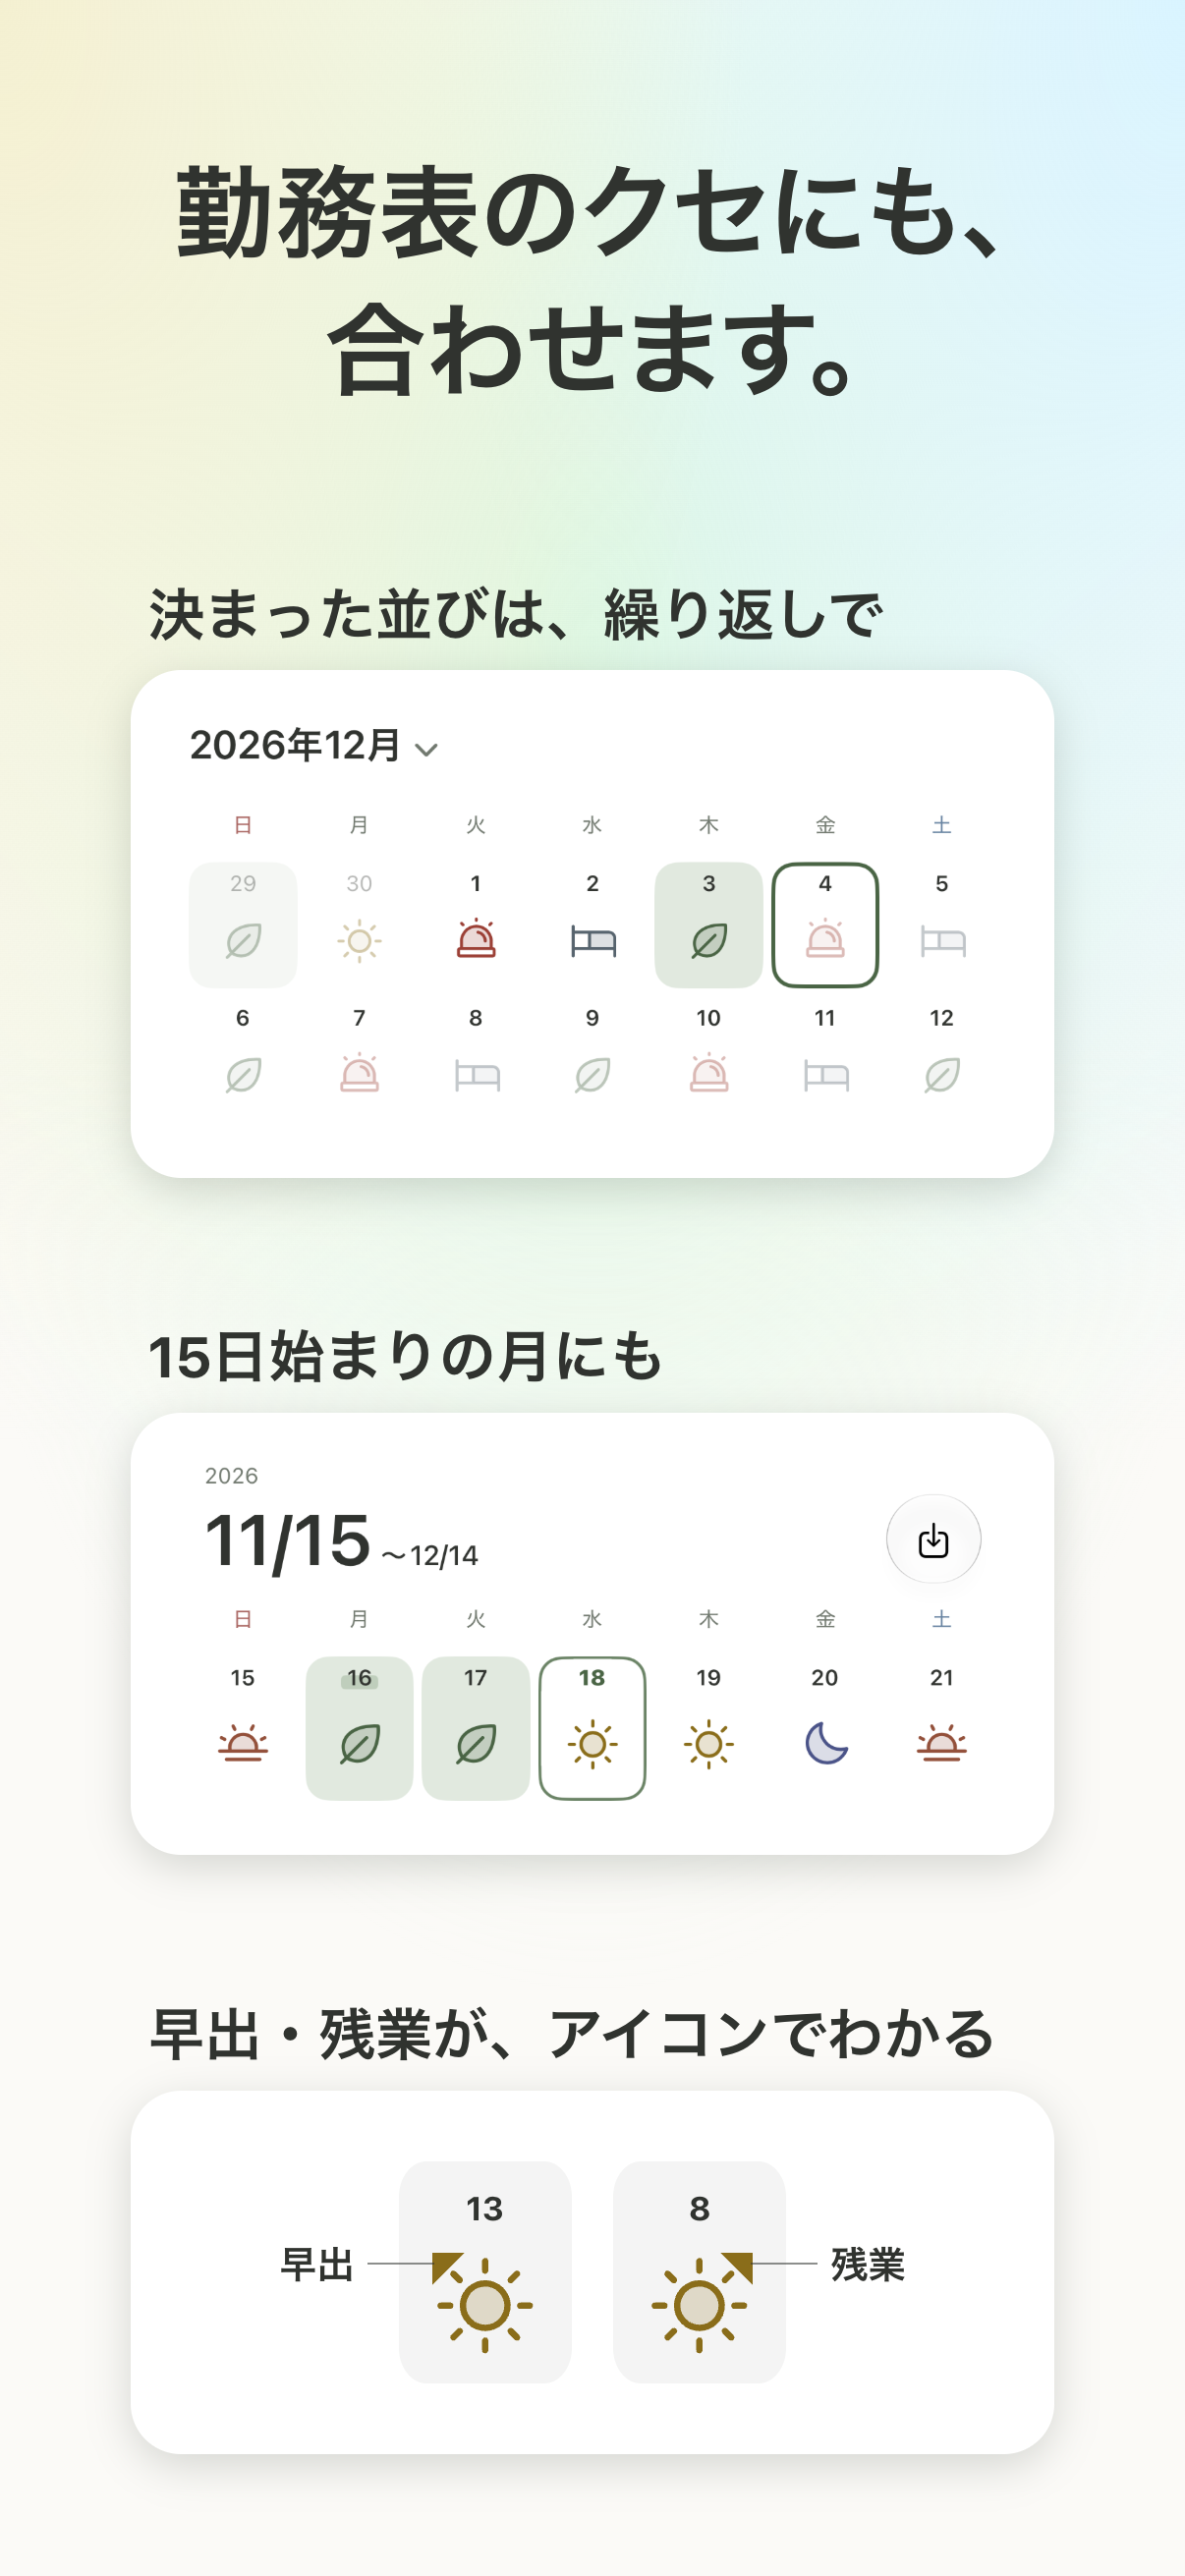 勤務表のクセにも、
合わせます。
決まった並びは、繰り返しで
2026年12月
日 月 火 水 木 金 土
29 30 1 2 3 4 5
6 7 8 9 10 11 12
15日始まりの月にも
2026
11/15 〜12/14
日 月 火 水 木 金 土
15 16 17 18 19 20 21
早出・残業が、アイコンでわかる
13 8
早出 残業